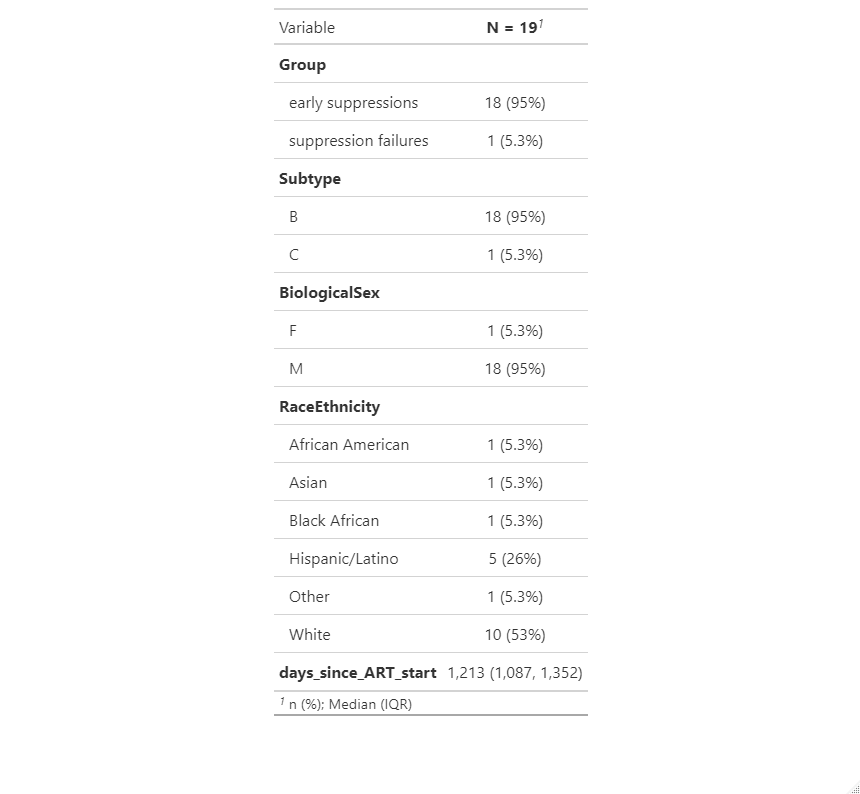 Variable N = 19¹
Group
early suppressions 18 (95%)
suppression failures 1 (5.3%)
Subtype
B 18 (95%)
C 1 (5.3%)
BiologicalSex
F 1 (5.3%)
M 18 (95%)
RaceEthnicity
African American 1 (5.3%)
Asian 1 (5.3%)
Black African 1 (5.3%)
Hispanic/Latino 5 (26%)
Other 1 (5.3%)
White 10 (53%)
days_since_ART_start 1,213 (1,087, 1,352)
¹ n (%); Median (IQR)